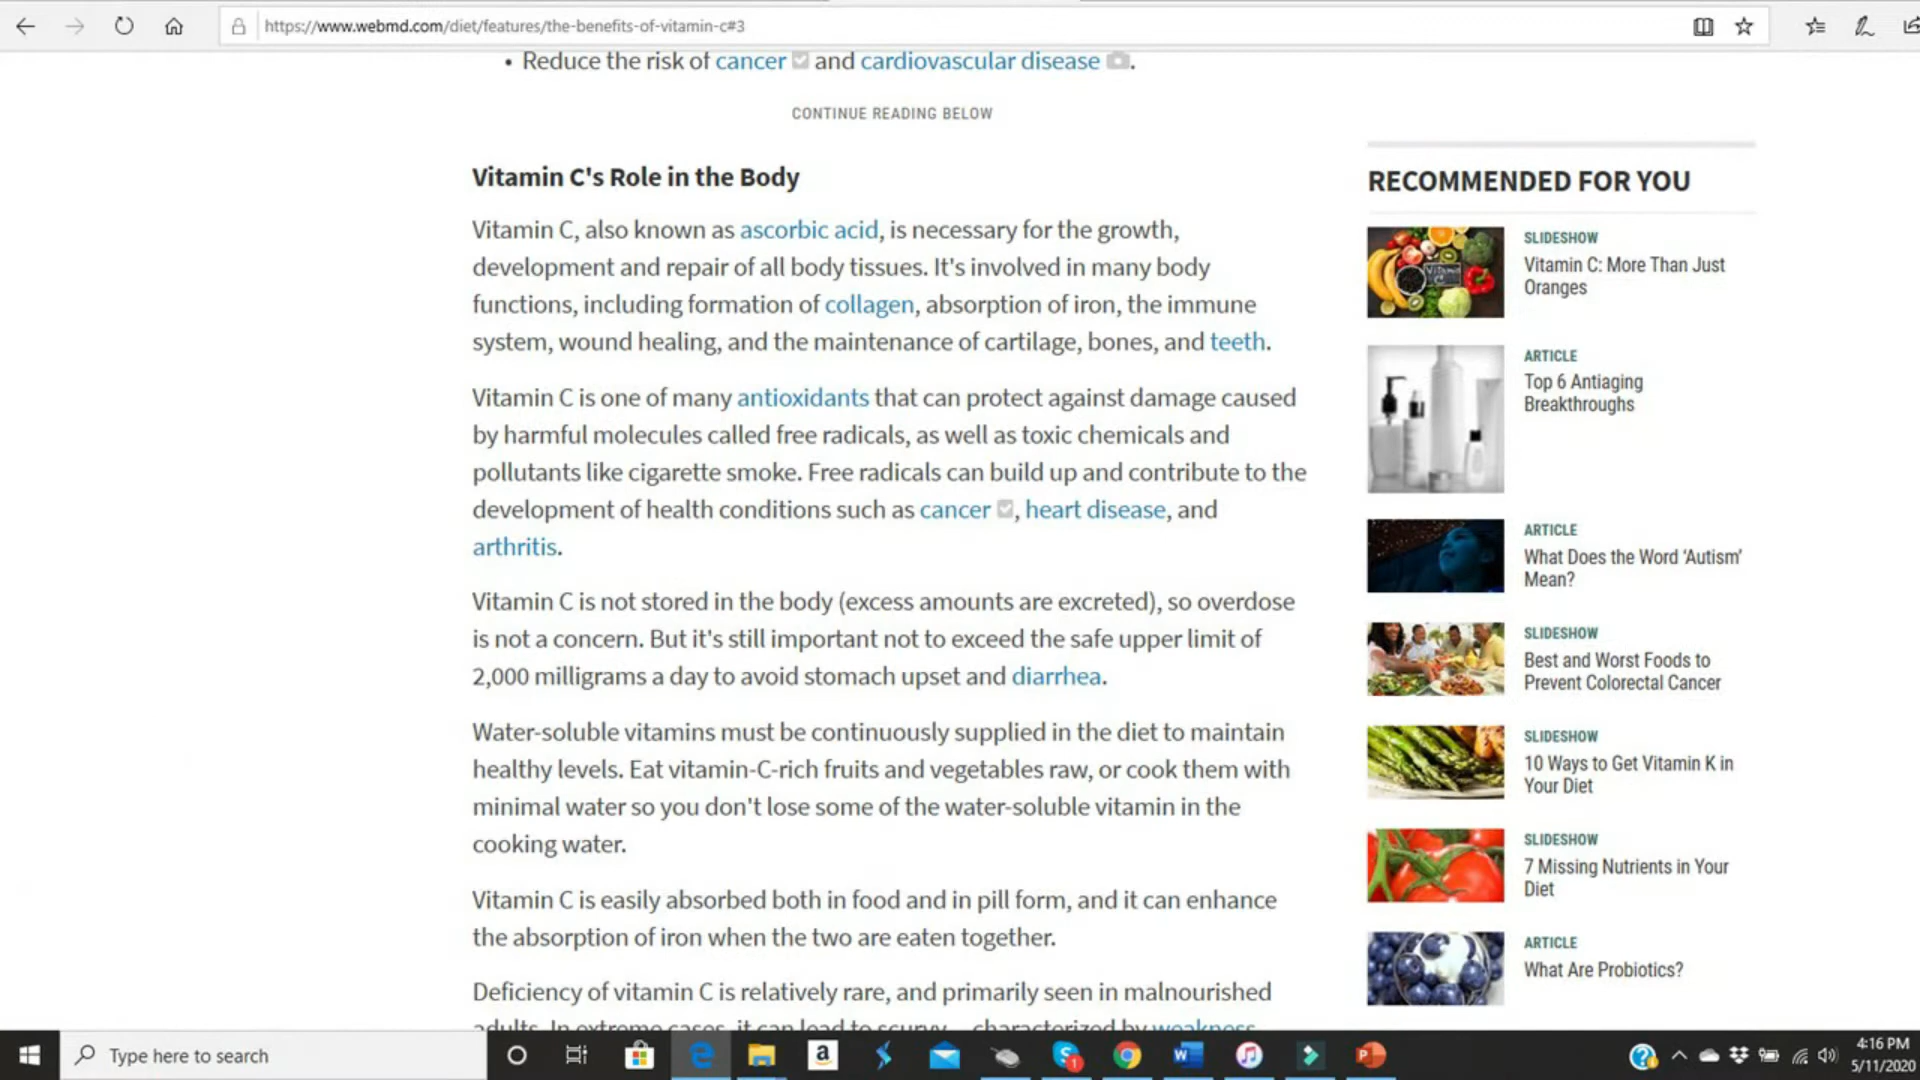 https://www.webmd.com/diet/features/the-benefits-of-vitamin-c#3
• Reduce the risk of cancer and cardiovascular disease.
CONTINUE READING BELOW
Vitamin C's Role in the Body
Vitamin C, also known as ascorbic acid, is necessary for the growth,
development and repair of all body tissues. It's involved in many body
functions, including formation of collagen, absorption of iron, the immune
system, wound healing, and the maintenance of cartilage, bones, and teeth.
Vitamin C is one of many antioxidants that can protect against damage caused
by harmful molecules called free radicals, as well as toxic chemicals and
pollutants like cigarette smoke. Free radicals can build up and contribute to the
development of health conditions such as cancer, heart disease, and
arthritis.
Vitamin C is not stored in the body (excess amounts are excreted), so overdose
is not a concern. But it's still important not to exceed the safe upper limit of
2,000 milligrams a day to avoid stomach upset and diarrhea.
Water-soluble vitamins must be continuously supplied in the diet to maintain
healthy levels. Eat vitamin-C-rich fruits and vegetables raw, or cook them with
minimal water so you don't lose some of the water-soluble vitamin in the
cooking water.
Vitamin C is easily absorbed both in food and in pill form, and it can enhance
the absorption of iron when the two are eaten together.
Deficiency of vitamin C is relatively rare, and primarily seen in malnourished
adults. In extreme cases, it can lead to scurvy -- characterized by weakness,
RECOMMENDED FOR YOU
SLIDESHOW
Vitamin C: More Than Just
Oranges
ARTICLE
Top 6 Antiaging
Breakthroughs
ARTICLE
What Does the Word ‘Autism’
Mean?
SLIDESHOW
Best and Worst Foods to
Prevent Colorectal Cancer
SLIDESHOW
10 Ways to Get Vitamin K in
Your Diet
SLIDESHOW
7 Missing Nutrients in Your
Diet
ARTICLE
What Are Probiotics?
Type here to search
4:16 PM
5/11/2020